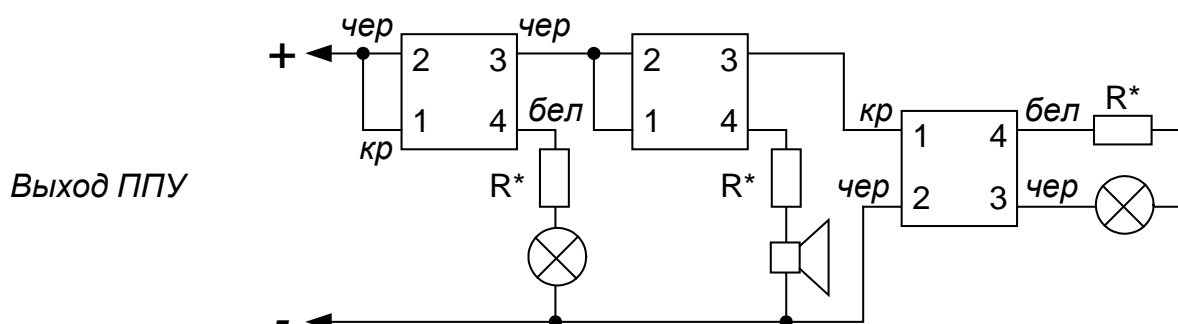 чер чер
+ 2 3 2 3
бел кр бел R*
1 4 1 4 1 4
кр
Выход ППУ R* R* чер 2 3 чер
-